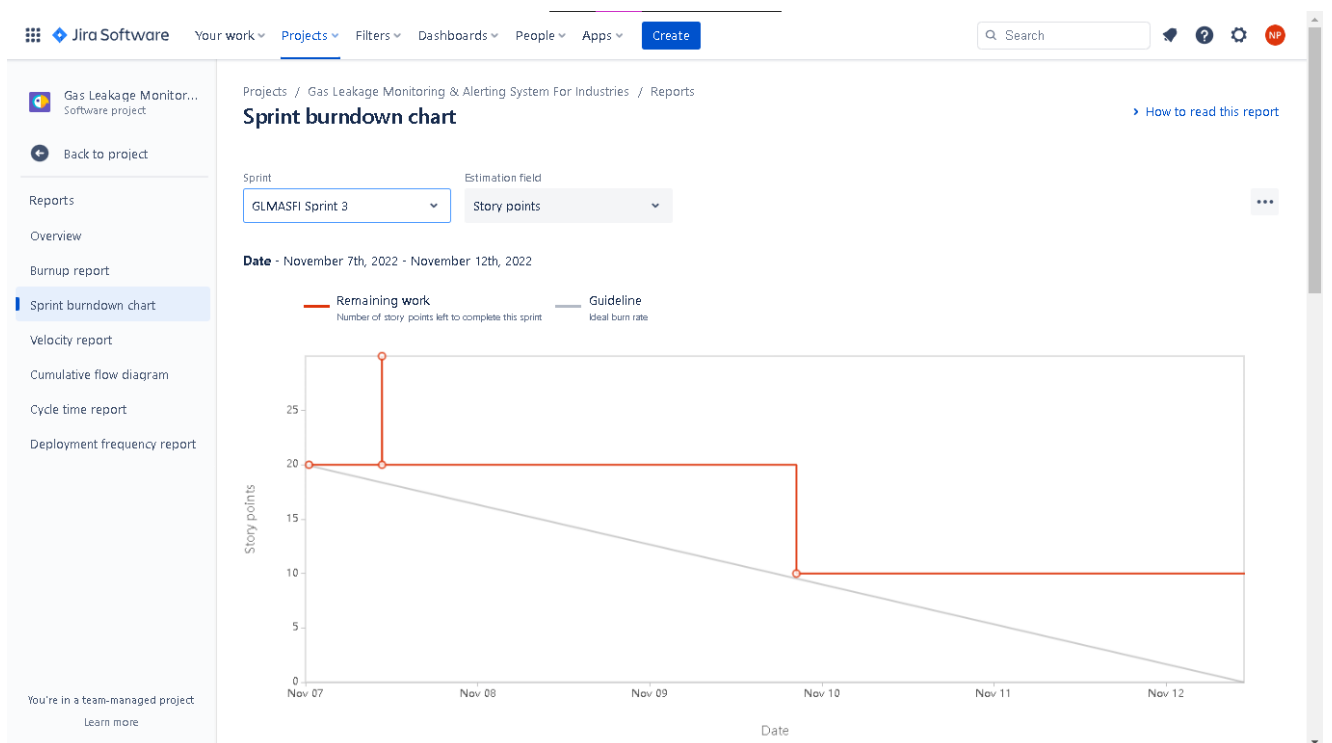 Jira Software Your work Projects Filters Dashboards People Apps Create Search NP
Gas Leakage Monitor...
Software project
Back to project
Reports
Overview
Burnup report
Sprint burndown chart
Velocity report
Cumulative flow diagram
Cycle time report
Deployment frequency report
You're in a team-managed project
Learn more
Projects / Gas Leakage Monitoring & Alerting System For Industries / Reports
Sprint burndown chart
How to read this report
Sprint Estimation field
GLMASFI Sprint 3 Story points
Date - November 7th, 2022 - November 12th, 2022
Remaining work Guideline
Number of story points left to complete this sprint Ideal burn rate
Story points
25
20
15
10
5
0
Nov 07 Nov 08 Nov 09 Nov 10 Nov 11 Nov 12
Date